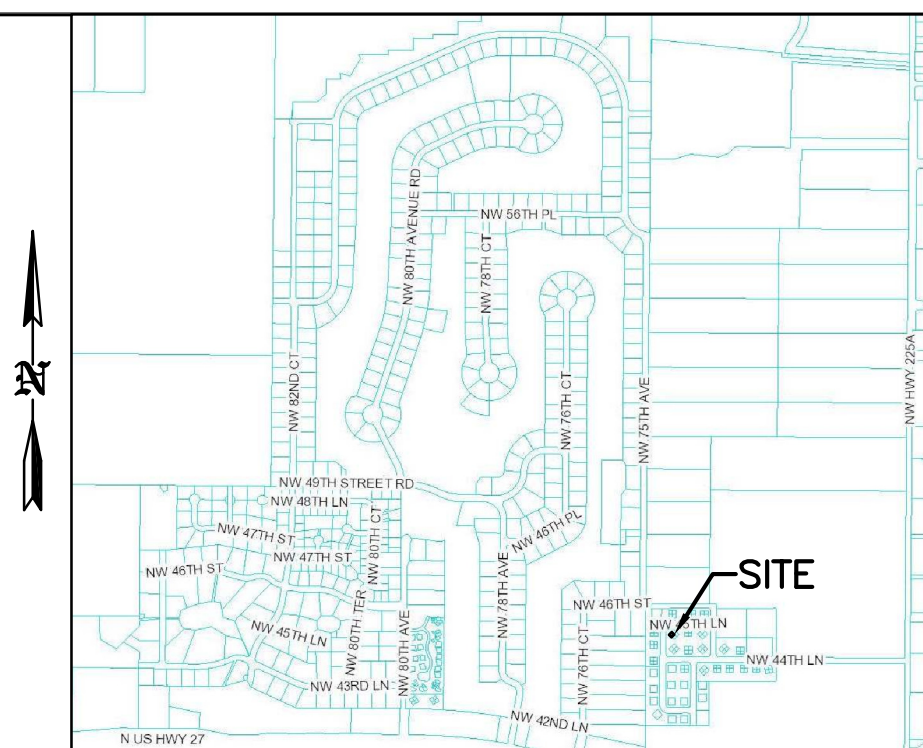 NW 56TH PL
NW 80TH AVENUE RD
NW 78TH CT
N
NW HWY 225A
NW 82ND CT
NW 76TH CT
NW 75TH AVE
NW 49TH STREET RD
NW 48TH LN
NW 47TH ST
NW 80TH CT
NW 46TH PL
NW 47TH ST
NW 46TH ST
SITE
NW 78TH AVE
NW 46TH ST
NW 45TH LN
NW 45TH LN
NW 80TH TER
NW 80TH AVE
NW 76TH CT
NW 44TH LN
NW 43RD LN
NW 42ND LN
N US HWY 27